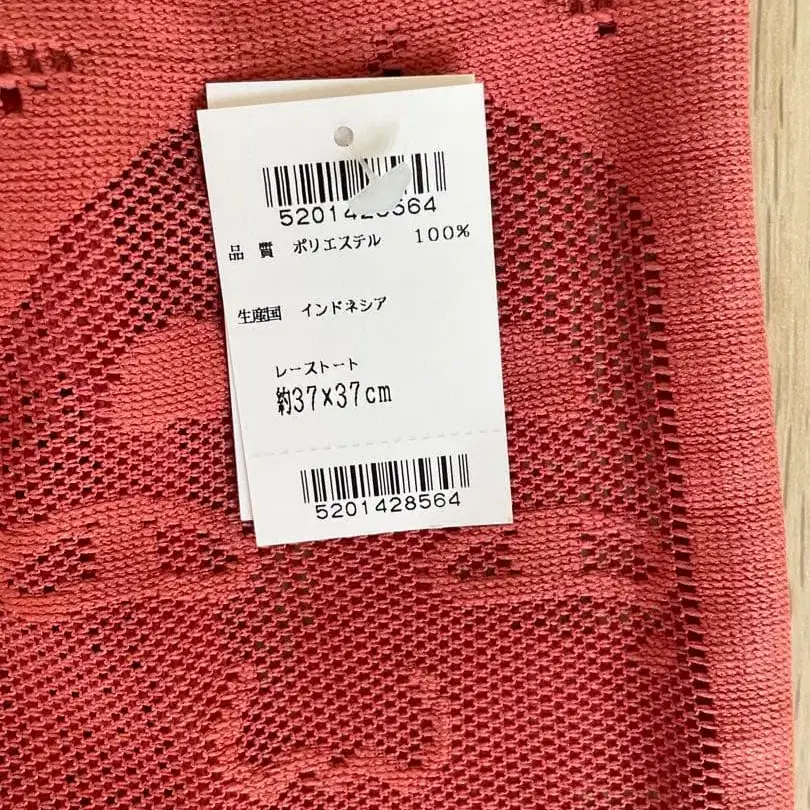 5201428564
品 質 ポリエステル 100%
生産国 インドネシア
レーストート
約37×37cm
5201428564